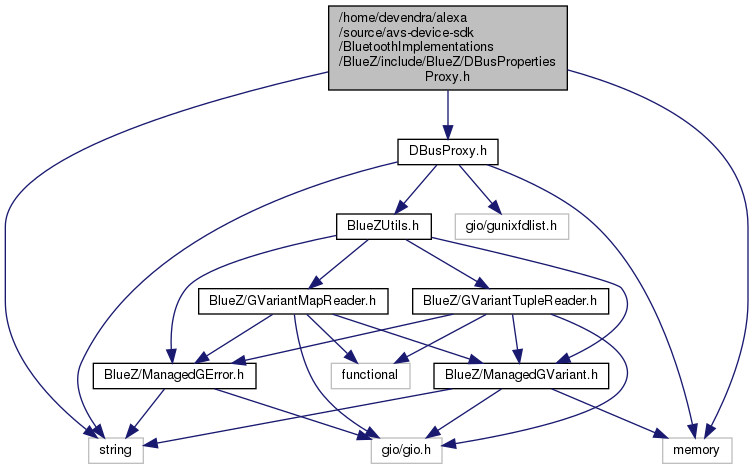 /home/devendra/alexa
/source/avs-device-sdk
/BluetoothImplementations
/BlueZ/include/BlueZ/DBusProperties
Proxy.h
DBusProxy.h
BlueZUtils.h
gio/gunixfdlist.h
BlueZ/GVariantMapReader.h
BlueZ/GVariantTupleReader.h
BlueZ/ManagedGError.h
functional
BlueZ/ManagedGVariant.h
string
gio/gio.h
memory